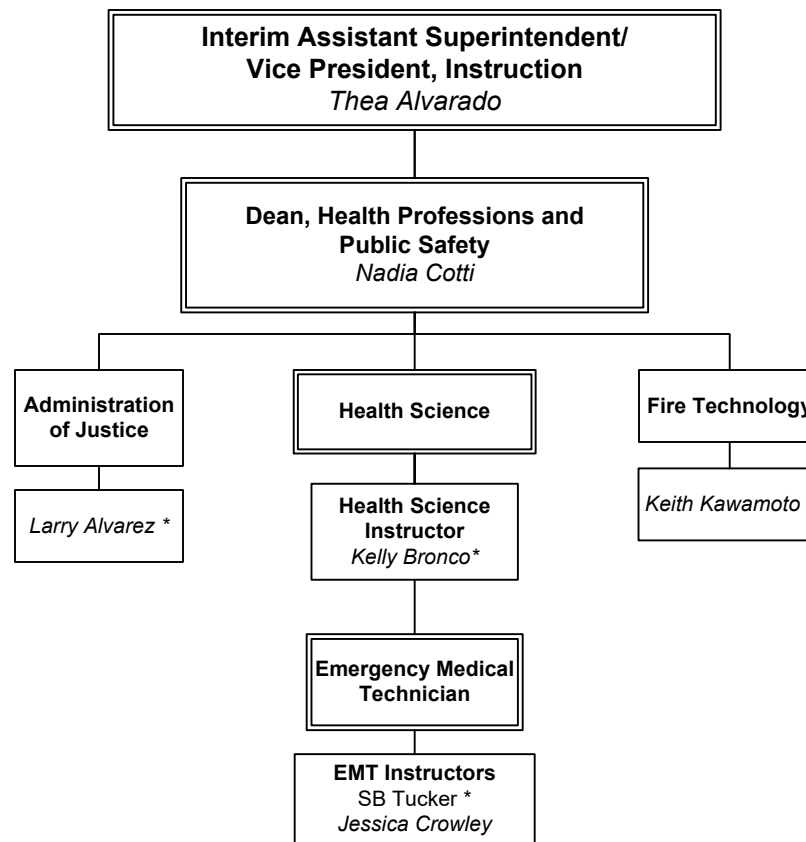 Interim Assistant Superintendent/
Vice President, Instruction
Thea Alvarado
Dean, Health Professions and
Public Safety
Nadia Cotti
Administration
of Justice
Larry Alvarez *
Health Science
Health Science
Instructor
Kelly Bronco*
Emergency Medical
Technician
EMT Instructors
SB Tucker *
Jessica Crowley
Fire Technology
Keith Kawamoto